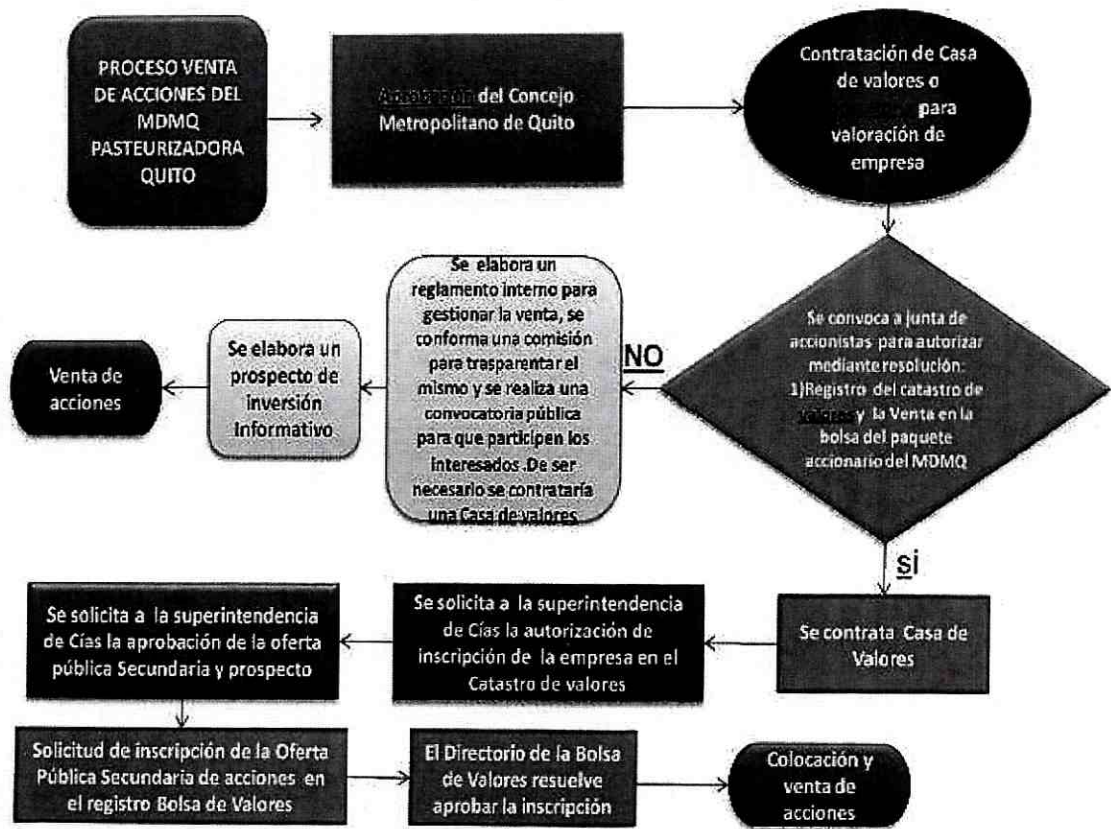 PROCESO VENTA
DE ACCIONES DEL
MDMQ
PASTEURIZADORA
QUITO
del Concejo
Metropolitano de Quito
Contratación de Casa
de valores o
para
valoración de
empresa
Se convoca a junta de
accionistas para autorizar
mediante resolución:
1)Registro del catastro de
valores y la Venta en la
bolsa del paquete
accionario del MDMQ
NO
Se elabora un
reglamento interno para
gestionar la venta, se
conforma una comisión
para trasparentar el
mismo y se realiza una
convocatoria pública
para que participen los
interesados .De ser
necesario se contrataría
una Casa de valores
Se elabora un
prospecto de
inversión
Informativo
Venta de
acciones
SÍ
Se contrata Casa de
Valores
Se solicita a la superintendencia
de Cías la autorización de
inscripción de la empresa en el
Catastro de valores
Se solicita a la superintendencia
de Cías la aprobación de la oferta
pública Secundaria y prospecto
Solicitud de inscripción de la Oferta
Pública Secundaria de acciones en
el registro Bolsa de Valores
El Directorio de la Bolsa
de Valores resuelve
aprobar la inscripción
Colocación y
venta de
acciones